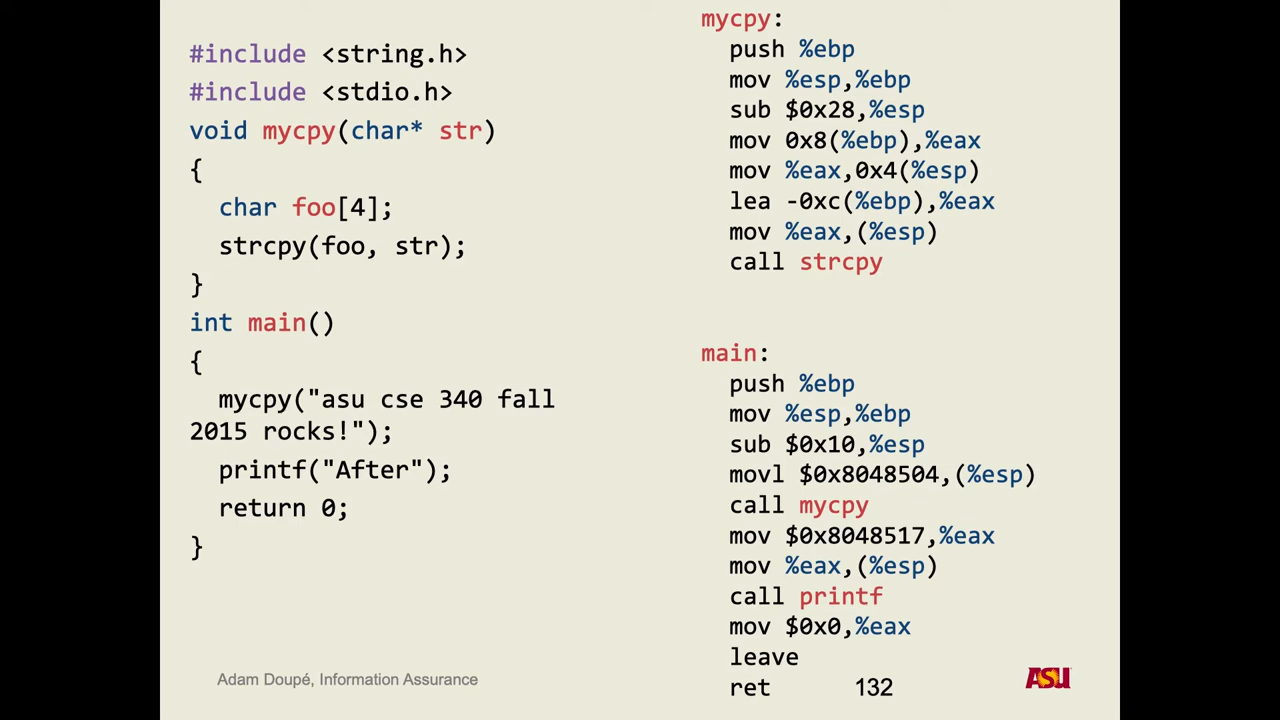 #include <string.h>
#include <stdio.h>
void mycpy(char* str)
{
char foo[4];
strcpy(foo, str);
}
int main()
{
mycpy("asu cse 340 fall
2015 rocks!");
printf("After");
return 0;
}
mycpy:
push %ebp
mov %esp,%ebp
sub $0x28,%esp
mov 0x8(%ebp),%eax
mov %eax,0x4(%esp)
lea -0xc(%ebp),%eax
mov %eax,(%esp)
call strcpy
main:
push %ebp
mov %esp,%ebp
sub $0x10,%esp
movl $0x8048504,(%esp)
call mycpy
mov $0x8048517,%eax
mov %eax,(%esp)
call printf
mov $0x0,%eax
leave
ret
Adam Doupé, Information Assurance
132
ASU